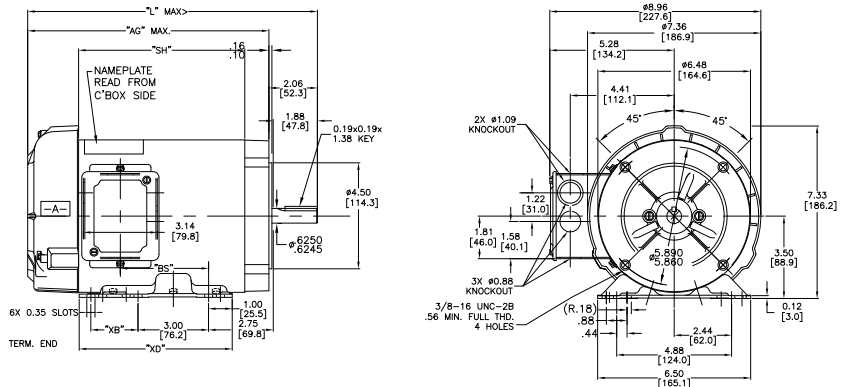 "L" MAX>
"AG" MAX.
"SH"
.16
.10
NAMEPLATE
READ FROM
C'BOX SIDE
2.06
[52.3]
1.88
[47.8]
0.19x0.19x
1.38 KEY
-A-
3.14
[79.8]
ø4.50
[114.3]
ø.6250
.6245
"BS"
6X 0.35 SLOTS
"XB"
3.00
[76.2]
1.00
[25.5]
2.75
[69.8]
TERM. END
"XD"
ø8.96
[227.6]
ø7.36
[186.9]
5.28
[134.2]
ø6.48
[164.6]
4.41
[112.1]
45°
45°
2X ø1.09
KNOCKOUT
1.22
[31.0]
1.81
[46.0]
1.58
[40.1]
ø5.890
5.860
7.33
[186.2]
3.50
[88.9]
3X ø0.88
KNOCKOUT
3/8-16 UNC-2B
.56 MIN. FULL THD.
4 HOLES
(R.18)
.88
.44
0.12
[3.0]
2.44
[62.0]
4.88
[124.0]
6.50
[165.1]